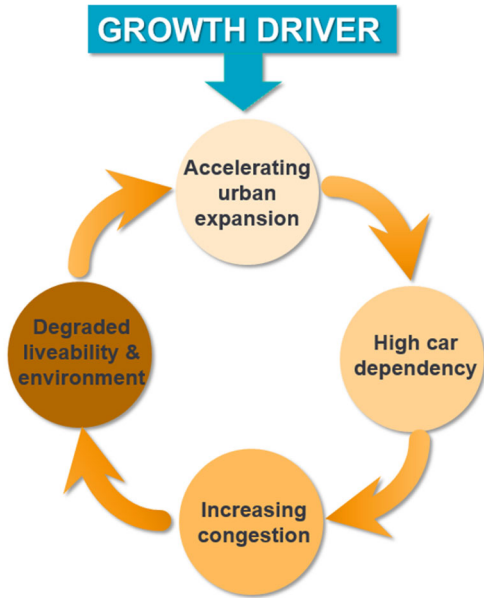 GROWTH DRIVER
Accelerating
urban
expansion
High car
dependency
Increasing
congestion
Degraded
liveability &
environment